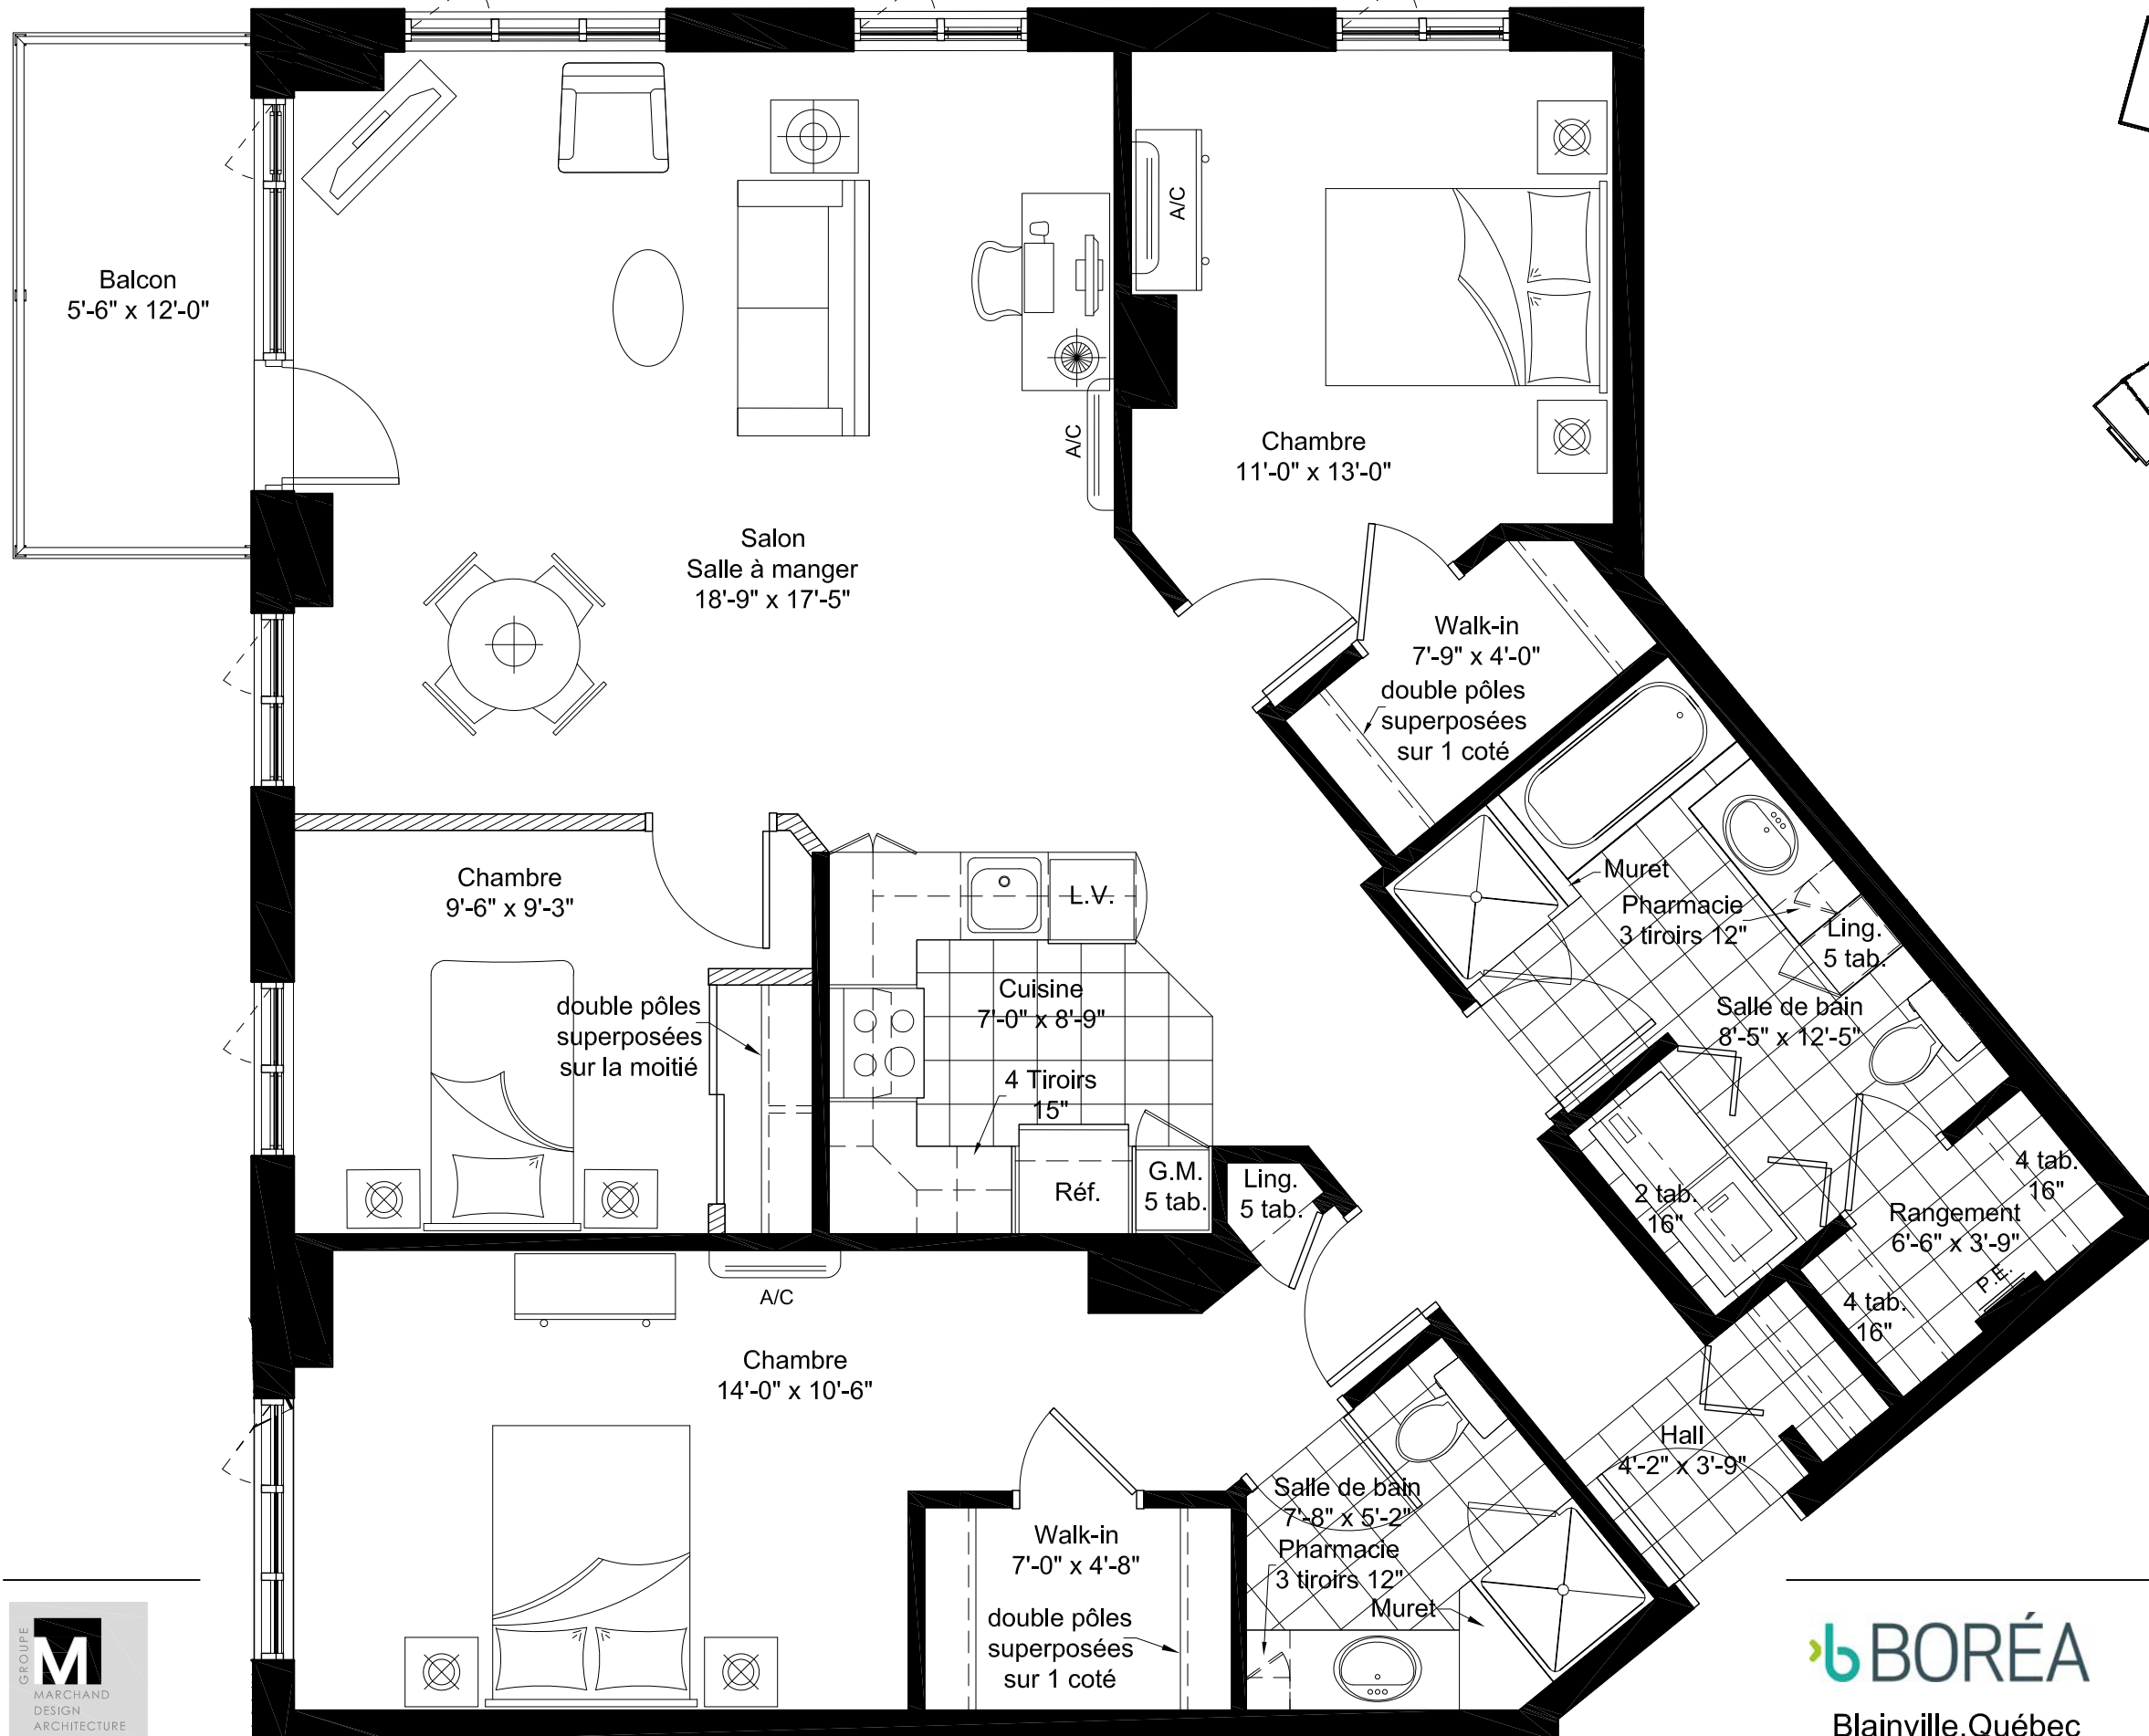 Balcon
5'-6" x 12'-0"
A/C
A/C
Chambre
11'-0" x 13'-0"
Salon
Salle à manger
18'-9" x 17'-5"
Walk-in
7'-9" x 4'-0"
double pôles
superposées
sur 1 coté
Chambre
9'-6" x 9'-3"
L.V.
Muret
Pharmacie
3 tiroirs 12"
Ling.
5 tab.
double pôles
superposées
sur la moitié
Cuisine
7'-0" x 8'-9"
Salle de bain
8'-5" x 12'-5"
4 Tiroirs
15"
Réf.
G.M.
5 tab.
Ling.
5 tab.
2 tab.
16"
4 tab.
16"
Rangement
6'-6" x 3'-9"
P.E.
4 tab.
16"
A/C
Chambre
14'-0" x 10'-6"
Hall
4'-2" x 3'-9"
Salle de bain
7'-8" x 5'-2"
Pharmacie
3 tiroirs 12"
Muret
Walk-in
7'-0" x 4'-8"
double pôles
superposées
sur 1 coté
GROUPE
M
MARCHAND
DESIGN
ARCHITECTURE
b BORÉA
Blainville, Québec